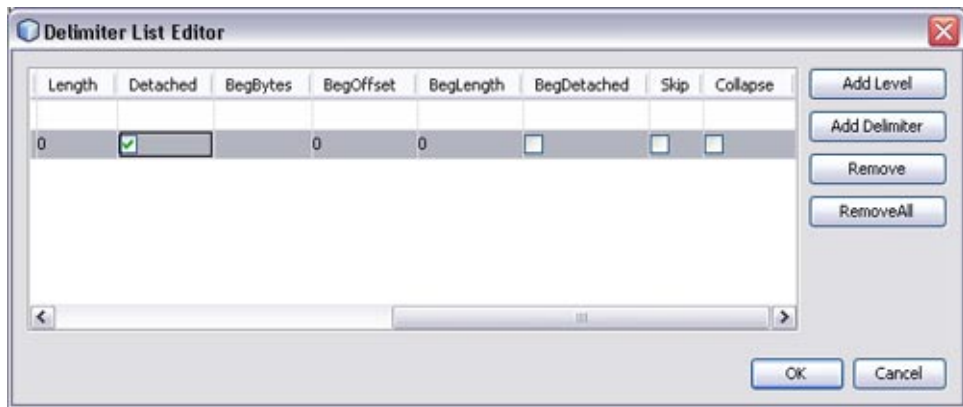 Delimiter List Editor
Length Detached BegBytes BegOffset BegLength BegDetached Skip Collapse
0 0 0
Add Level
Add Delimiter
Remove
RemoveAll
OK Cancel